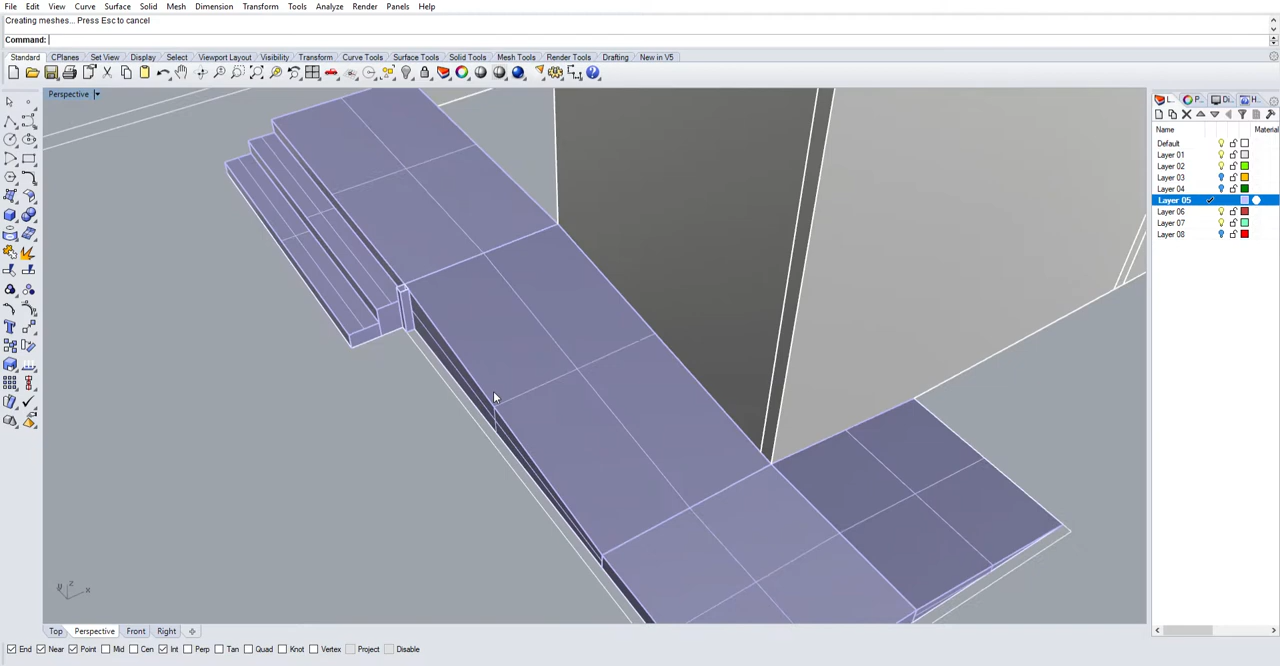 File Edit View Curve Surface Solid Mesh Dimension Transform Tools Analyze Render Panels Help
Creating meshes... Press Esc to cancel
Command:
Standard CPlanes Set View Display Select Viewport Layout Visibility Transform Curve Tools Surface Tools Solid Tools Mesh Tools Render Tools Drafting New in V5
Perspective
L... P... Di... H...
Name Material
Default
Layer 01
Layer 02
Layer 03
Layer 04
Layer 05
Layer 06
Layer 07
Layer 08
z
y x
Top Perspective Front Right
End Near Point Mid Cen Int Perp Tan Quad Knot Vertex Project Disable